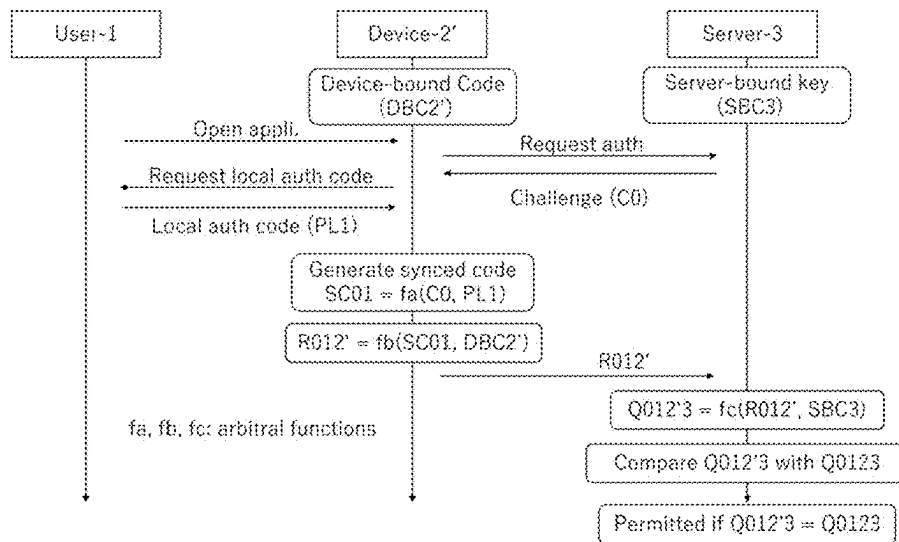 User-1
Device-2'
Server-3
Device-bound Code
(DBC2')
Server-bound key
(SBC3)
Open appli.
Request auth
Request local auth code
Challenge (C0)
Local auth code (PL1)
Generate synced code
SC01 = fa(C0, PL1)
R012' = fb(SC01, DBC2')
R012'
Q012'3 = fc(R012', SBC3)
fa, fb, fc: arbitral functions
Compare Q012'3 with Q0123
Permitted if Q012'3 = Q0123